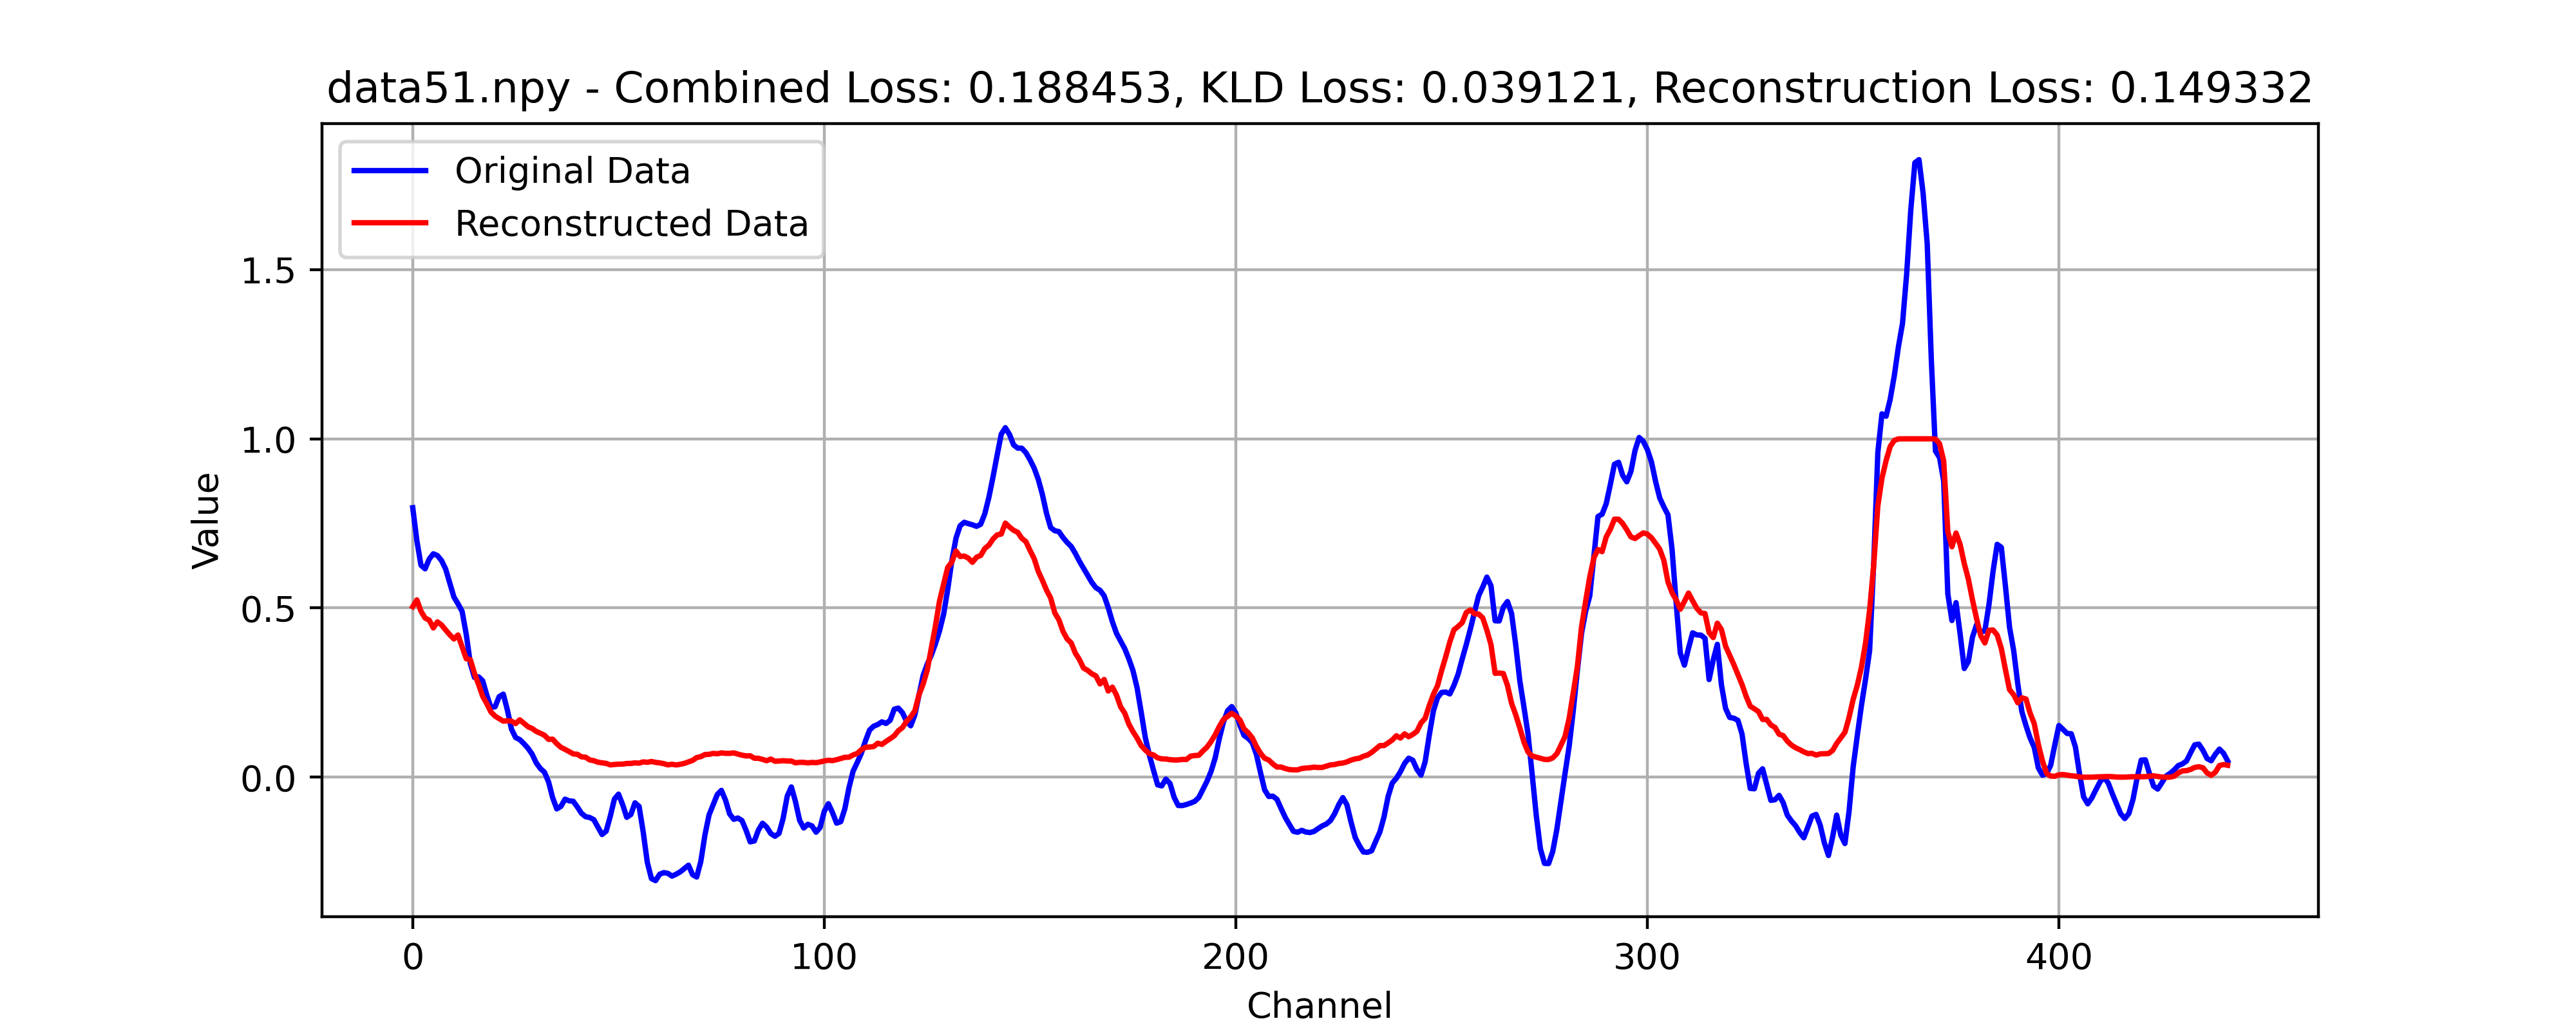 data51.npy - Combined Loss: 0.188453, KLD Loss: 0.039121, Reconstruction Loss: 0.149332
Original Data
Reconstructed Data
1.5
1.0
0.5
0.0
Value
0 100 200 300 400
Channel